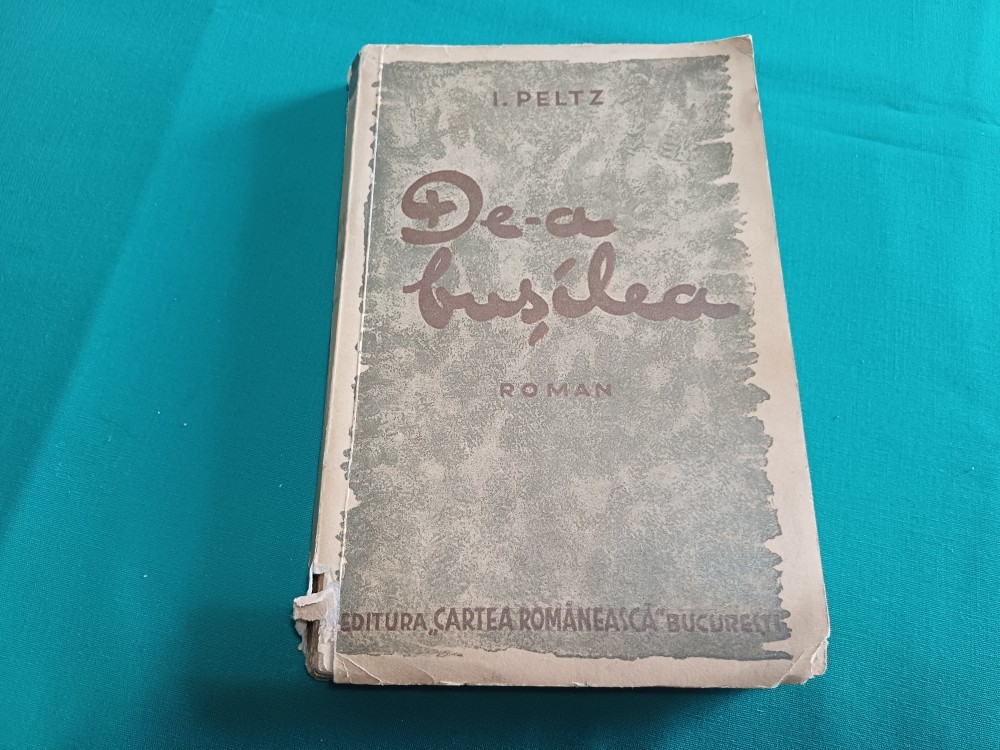 I. PELTZ
De-a
bușilea
ROMAN
EDITURA „CARTEA ROMÂNEASCĂ“ BUCUREȘTI